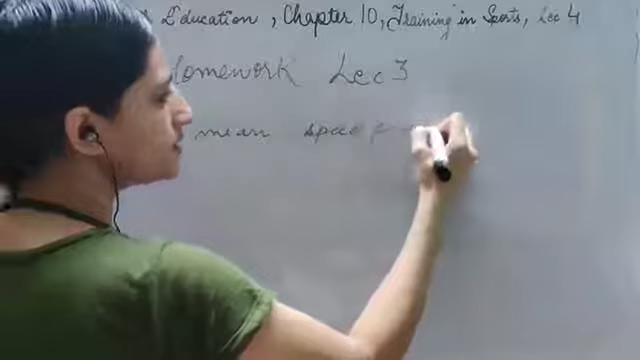 Education, Chapter 10, Training in Sports, Lec 4
Homework Lec 3
mean speed